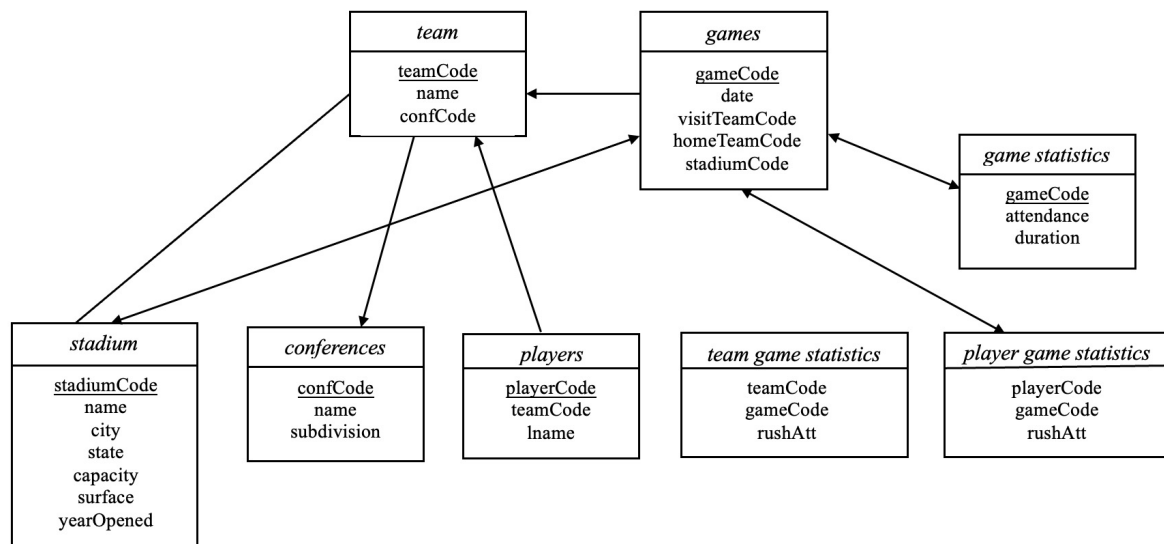 team
teamCode
name
confCode
games
gameCode
date
visitTeamCode
homeTeamCode
stadiumCode
game statistics
gameCode
attendance
duration
stadium
stadiumCode
name
city
state
capacity
surface
yearOpened
conferences
confCode
name
subdivision
players
playerCode
teamCode
lname
team game statistics
teamCode
gameCode
rushAtt
player game statistics
playerCode
gameCode
rushAtt